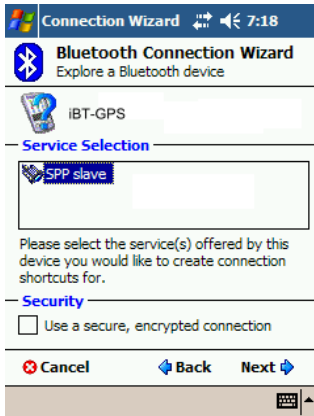 Connection Wizard 7:18
Bluetooth Connection Wizard
Explore a Bluetooth device
iBT-GPS
Service Selection
SPP slave
Please select the service(s) offered by this
device you would like to create connection
shortcuts for.
Security
Use a secure, encrypted connection
Cancel Back Next